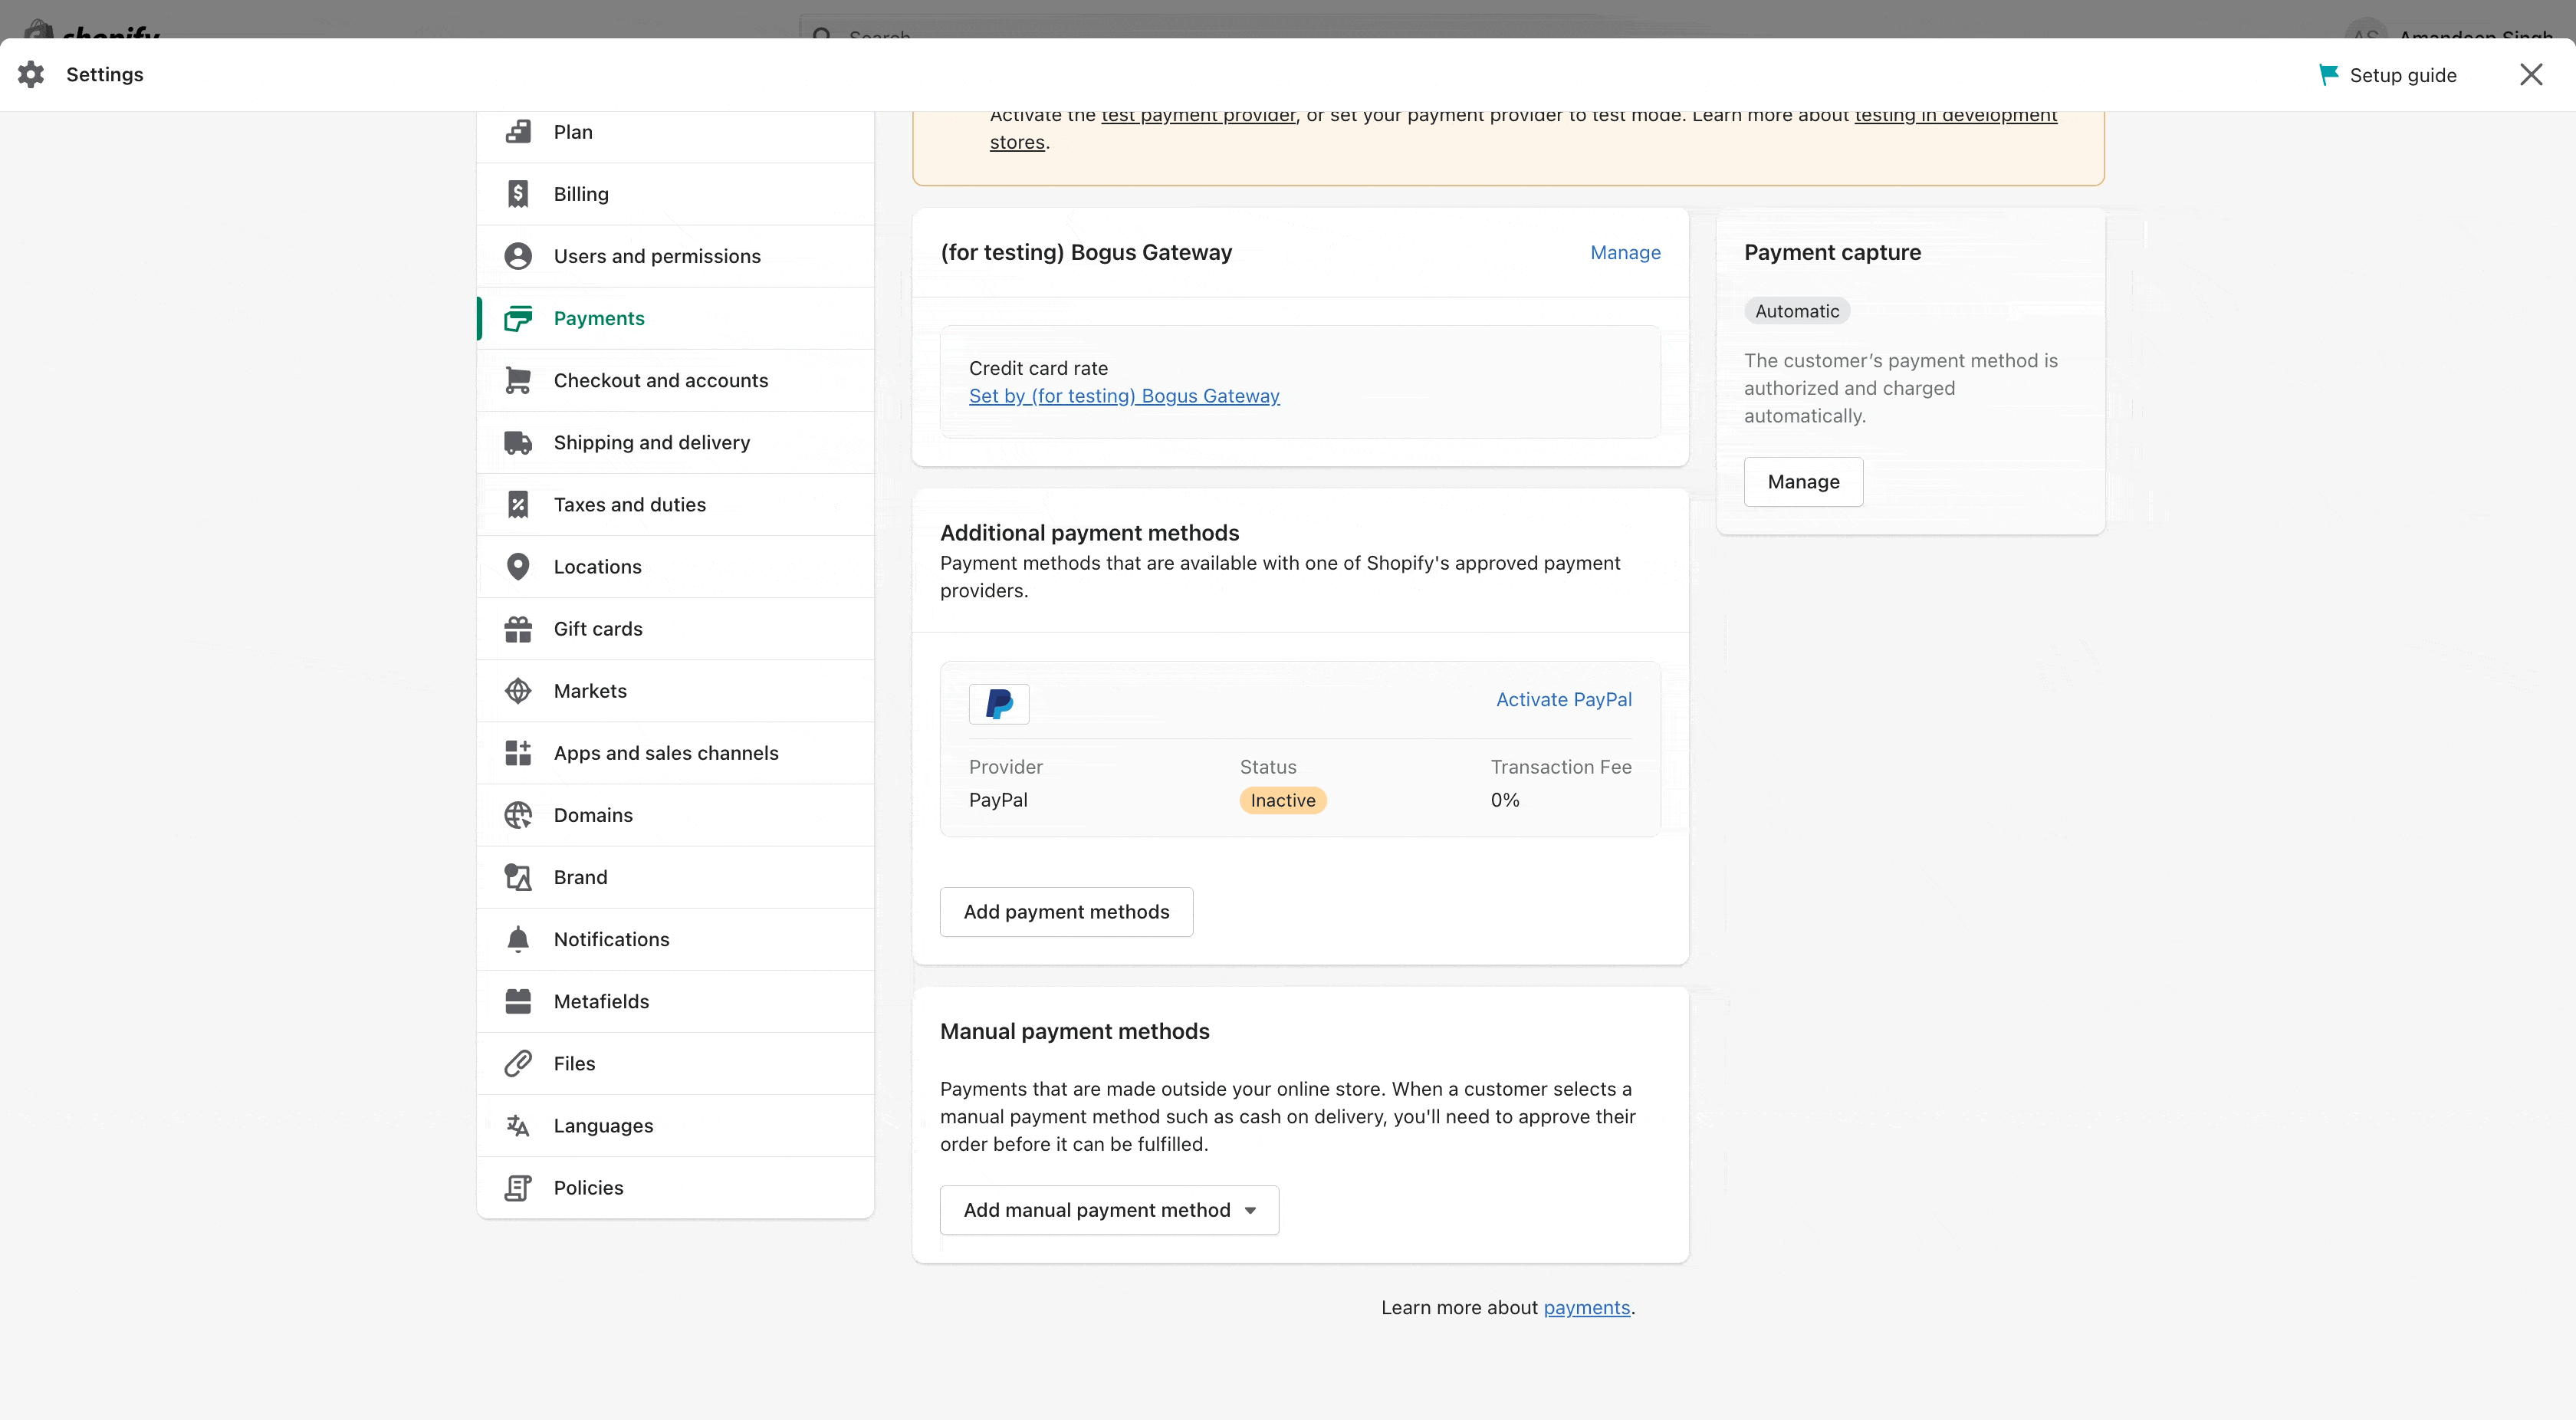 shopify
Search
AS
Amandeep Singh
Settings
Setup guide
Plan
Billing
Users and permissions
Payments
Checkout and accounts
Shipping and delivery
Taxes and duties
Locations
Gift cards
Markets
Apps and sales channels
Domains
Brand
Notifications
Metafields
Files
Languages
Policies
Activate the test payment provider, or set your payment provider to test mode. Learn more about testing in development
stores.
(for testing) Bogus Gateway
Manage
Credit card rate
Set by (for testing) Bogus Gateway
Additional payment methods
Payment methods that are available with one of Shopify's approved payment
providers.
Activate PayPal
Provider
Status
Transaction Fee
PayPal
Inactive
0%
Add payment methods
Manual payment methods
Payments that are made outside your online store. When a customer selects a
manual payment method such as cash on delivery, you'll need to approve their
order before it can be fulfilled.
Add manual payment method
Learn more about payments.
Payment capture
Automatic
The customer’s payment method is
authorized and charged
automatically.
Manage